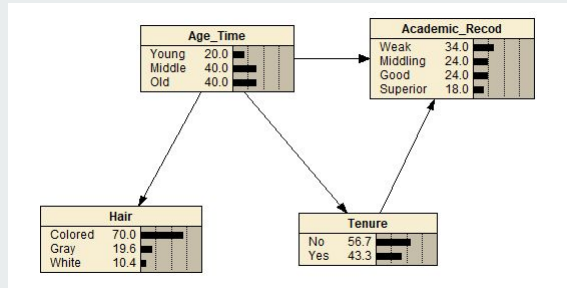 Age_Time
Young 20.0
Middle 40.0
Old 40.0
Academic_Recod
Weak 34.0
Middling 24.0
Good 24.0
Superior 18.0
Hair
Colored 70.0
Gray 19.6
White 10.4
Tenure
No 56.7
Yes 43.3